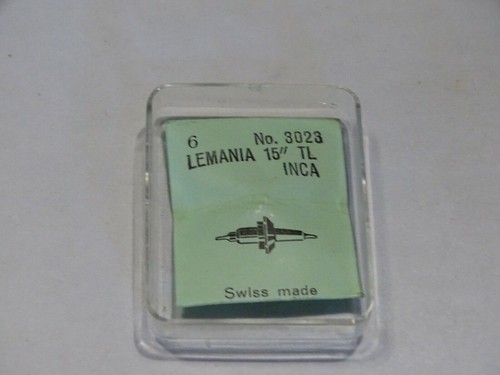 6 No. 3023
LEMANIA 15″ TL
INCA
Swiss made